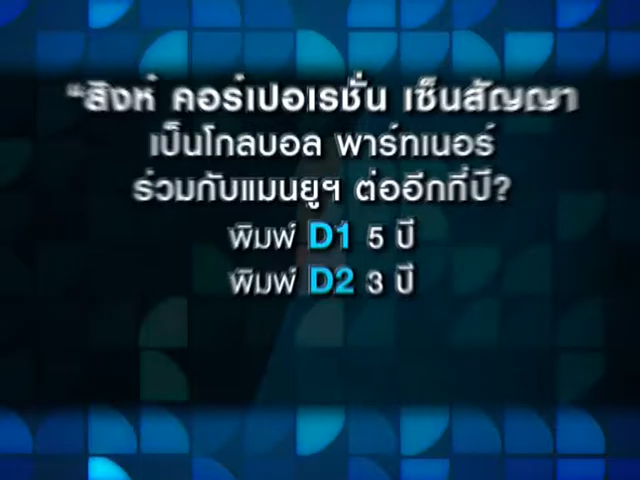 “สิงห์ คอร์เปอเรชั่น เซ็นสัญญา
เป็นโกลบอล พาร์ทเนอร์
ร่วมกับแมนยูฯ ต่ออีกกี่ปี?
พิมพ์ D1 5 ปี
พิมพ์ D2 3 ปี